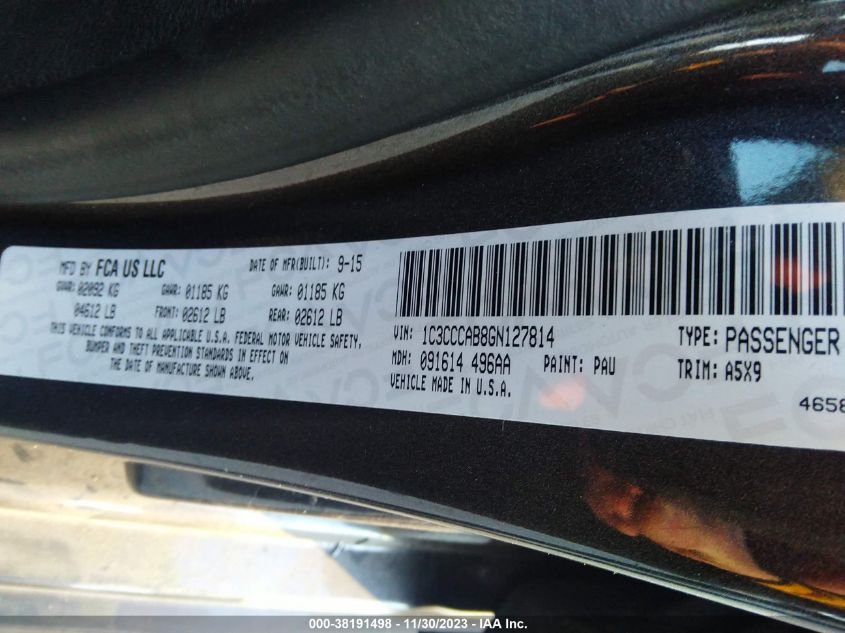 MFD BY FCA US LLC DATE OF MFR(BUILT): 9-15
GAWR: 02092 KG GAWR: 01185 KG GAWR: 01185 KG
04612 LB FRONT: 02612 LB REAR: 02612 LB
THIS VEHICLE CONFORMS TO ALL APPLICABLE U.S.A. FEDERAL MOTOR VEHICLE SAFETY,
BUMPER AND THEFT PREVENTION STANDARDS IN EFFECT ON
THE DATE OF MANUFACTURE SHOWN ABOVE.
VIN: 1C3CCCAB8GN127814 TYPE: PASSENGER
MDH: 091614 496AA PAINT: PAU TRIM: A5X9
VEHICLE MADE IN U.S.A.
4658
000-38191498 - 11/30/2023 - IAA Inc.